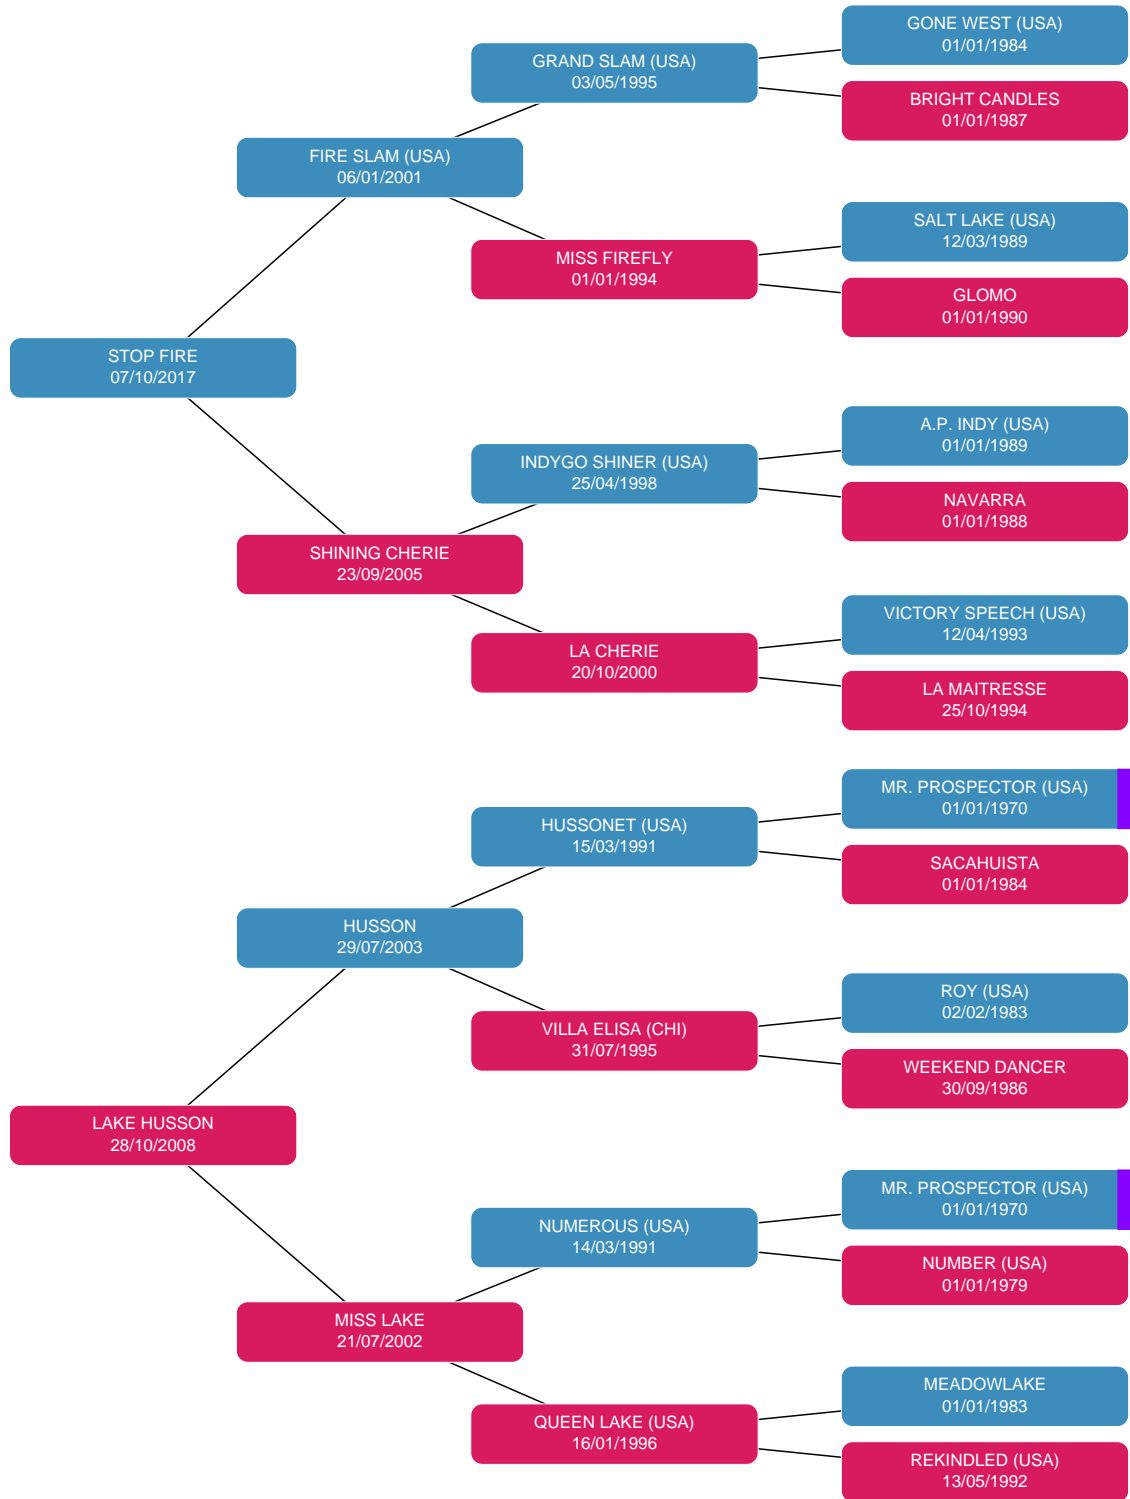 GONE WEST (USA)
01/01/1984
GRAND SLAM (USA)
03/05/1995
BRIGHT CANDLES
01/01/1987
FIRE SLAM (USA)
06/01/2001
SALT LAKE (USA)
12/03/1989
MISS FIREFLY
01/01/1994
GLOMO
01/01/1990
STOP FIRE
07/10/2017
A.P. INDY (USA)
01/01/1989
INDYGO SHINER (USA)
25/04/1998
NAVARRA
01/01/1988
SHINING CHERIE
23/09/2005
VICTORY SPEECH (USA)
12/04/1993
LA CHERIE
20/10/2000
LA MAITRESSE
25/10/1994
MR. PROSPECTOR (USA)
01/01/1970
HUSSONET (USA)
15/03/1991
SACAHUISTA
01/01/1984
HUSSON
29/07/2003
ROY (USA)
02/02/1983
VILLA ELISA (CHI)
31/07/1995
WEEKEND DANCER
30/09/1986
LAKE HUSSON
28/10/2008
MR. PROSPECTOR (USA)
01/01/1970
NUMEROUS (USA)
14/03/1991
NUMBER (USA)
01/01/1979
MISS LAKE
21/07/2002
MEADOWLAKE
01/01/1983
QUEEN LAKE (USA)
16/01/1996
REKINDLED (USA)
13/05/1992